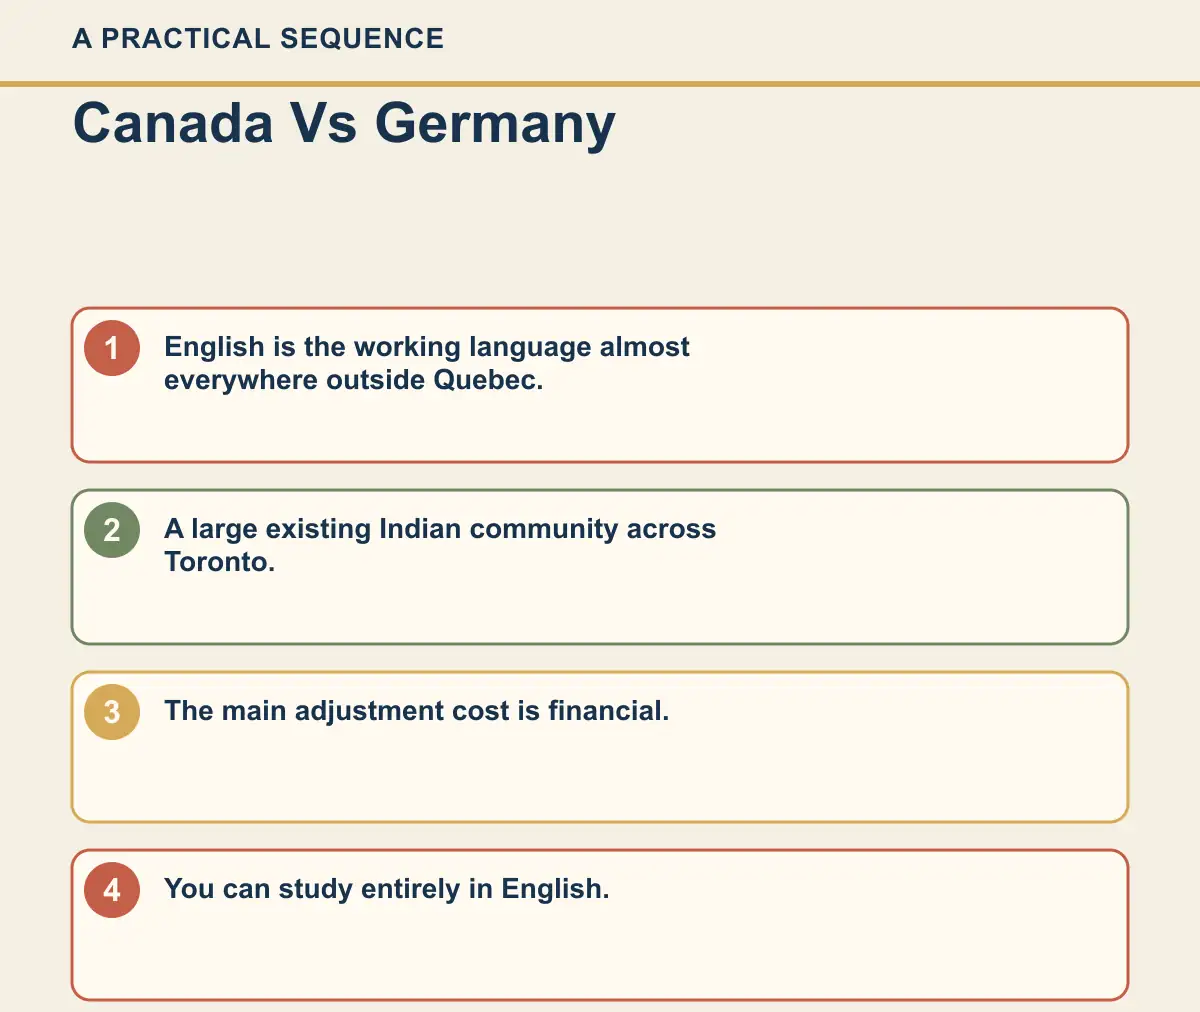 A PRACTICAL SEQUENCE
Canada Vs Germany
1
English is the working language almost
everywhere outside Quebec.
2
A large existing Indian community across
Toronto.
3
The main adjustment cost is financial.
4
You can study entirely in English.